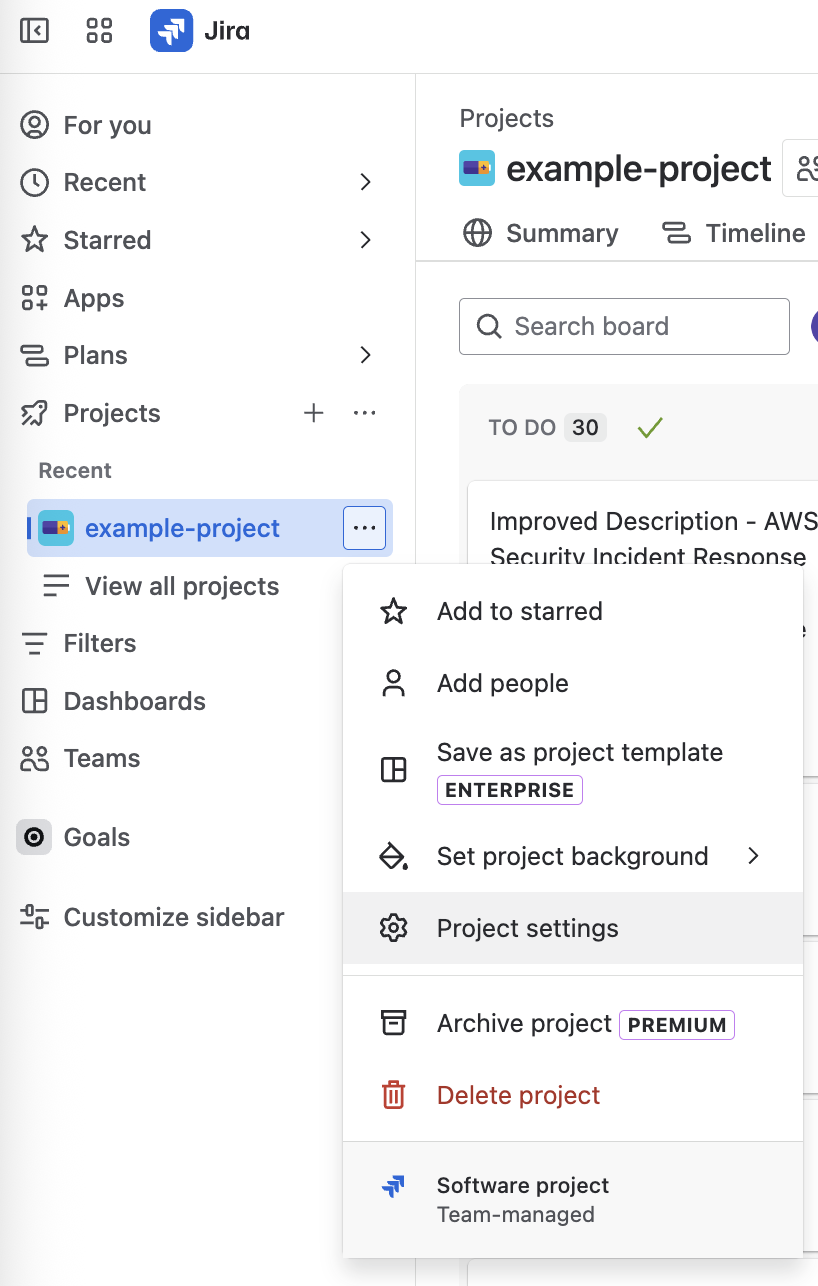 Jira
For you
Recent
Starred
Apps
Plans
Projects
Recent
example-project
View all projects
Filters
Dashboards
Teams
Goals
Customize sidebar
Projects
example-project
Summary
Timeline
Search board
TO DO 30
Improved Description - AWS
Security Incident Response
Add to starred
Add people
Save as project template
ENTERPRISE
Set project background
Project settings
Archive project PREMIUM
Delete project
Software project
Team-managed